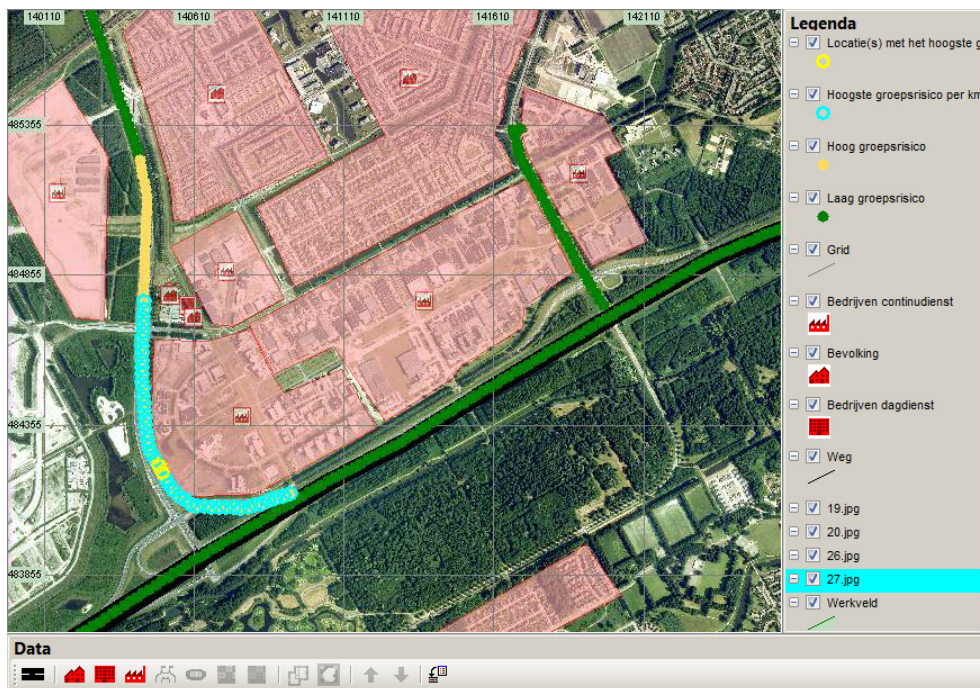 140110
140610
141110
141610
142110
485355
484855
484355
483855
Legenda
Locatie(s) met het hoogste g
Hoogste groepsrisico per km
Hoog groepsrisico
Laag groepsrisico
Grid
Bedrijven continudienst
Bevolking
Bedrijven dagdienst
Weg
19.jpg
20.jpg
26.jpg
27.jpg
Werkveld
Data